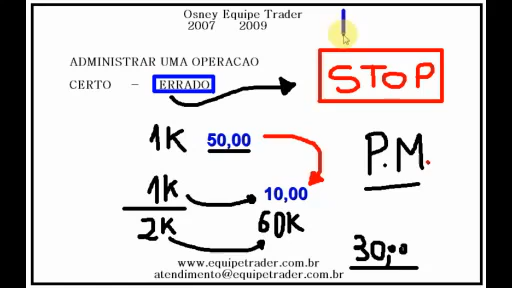 Osney Equipe Trader
2007 2009
ADMINISTRAR UMA OPERACAO
CERTO – ERRADO
STOP
1K 50,00
P.M.
1K 10,00
2K 60K
30,00
www.equipetrader.com.br
atendimento@equipetrader.com.br